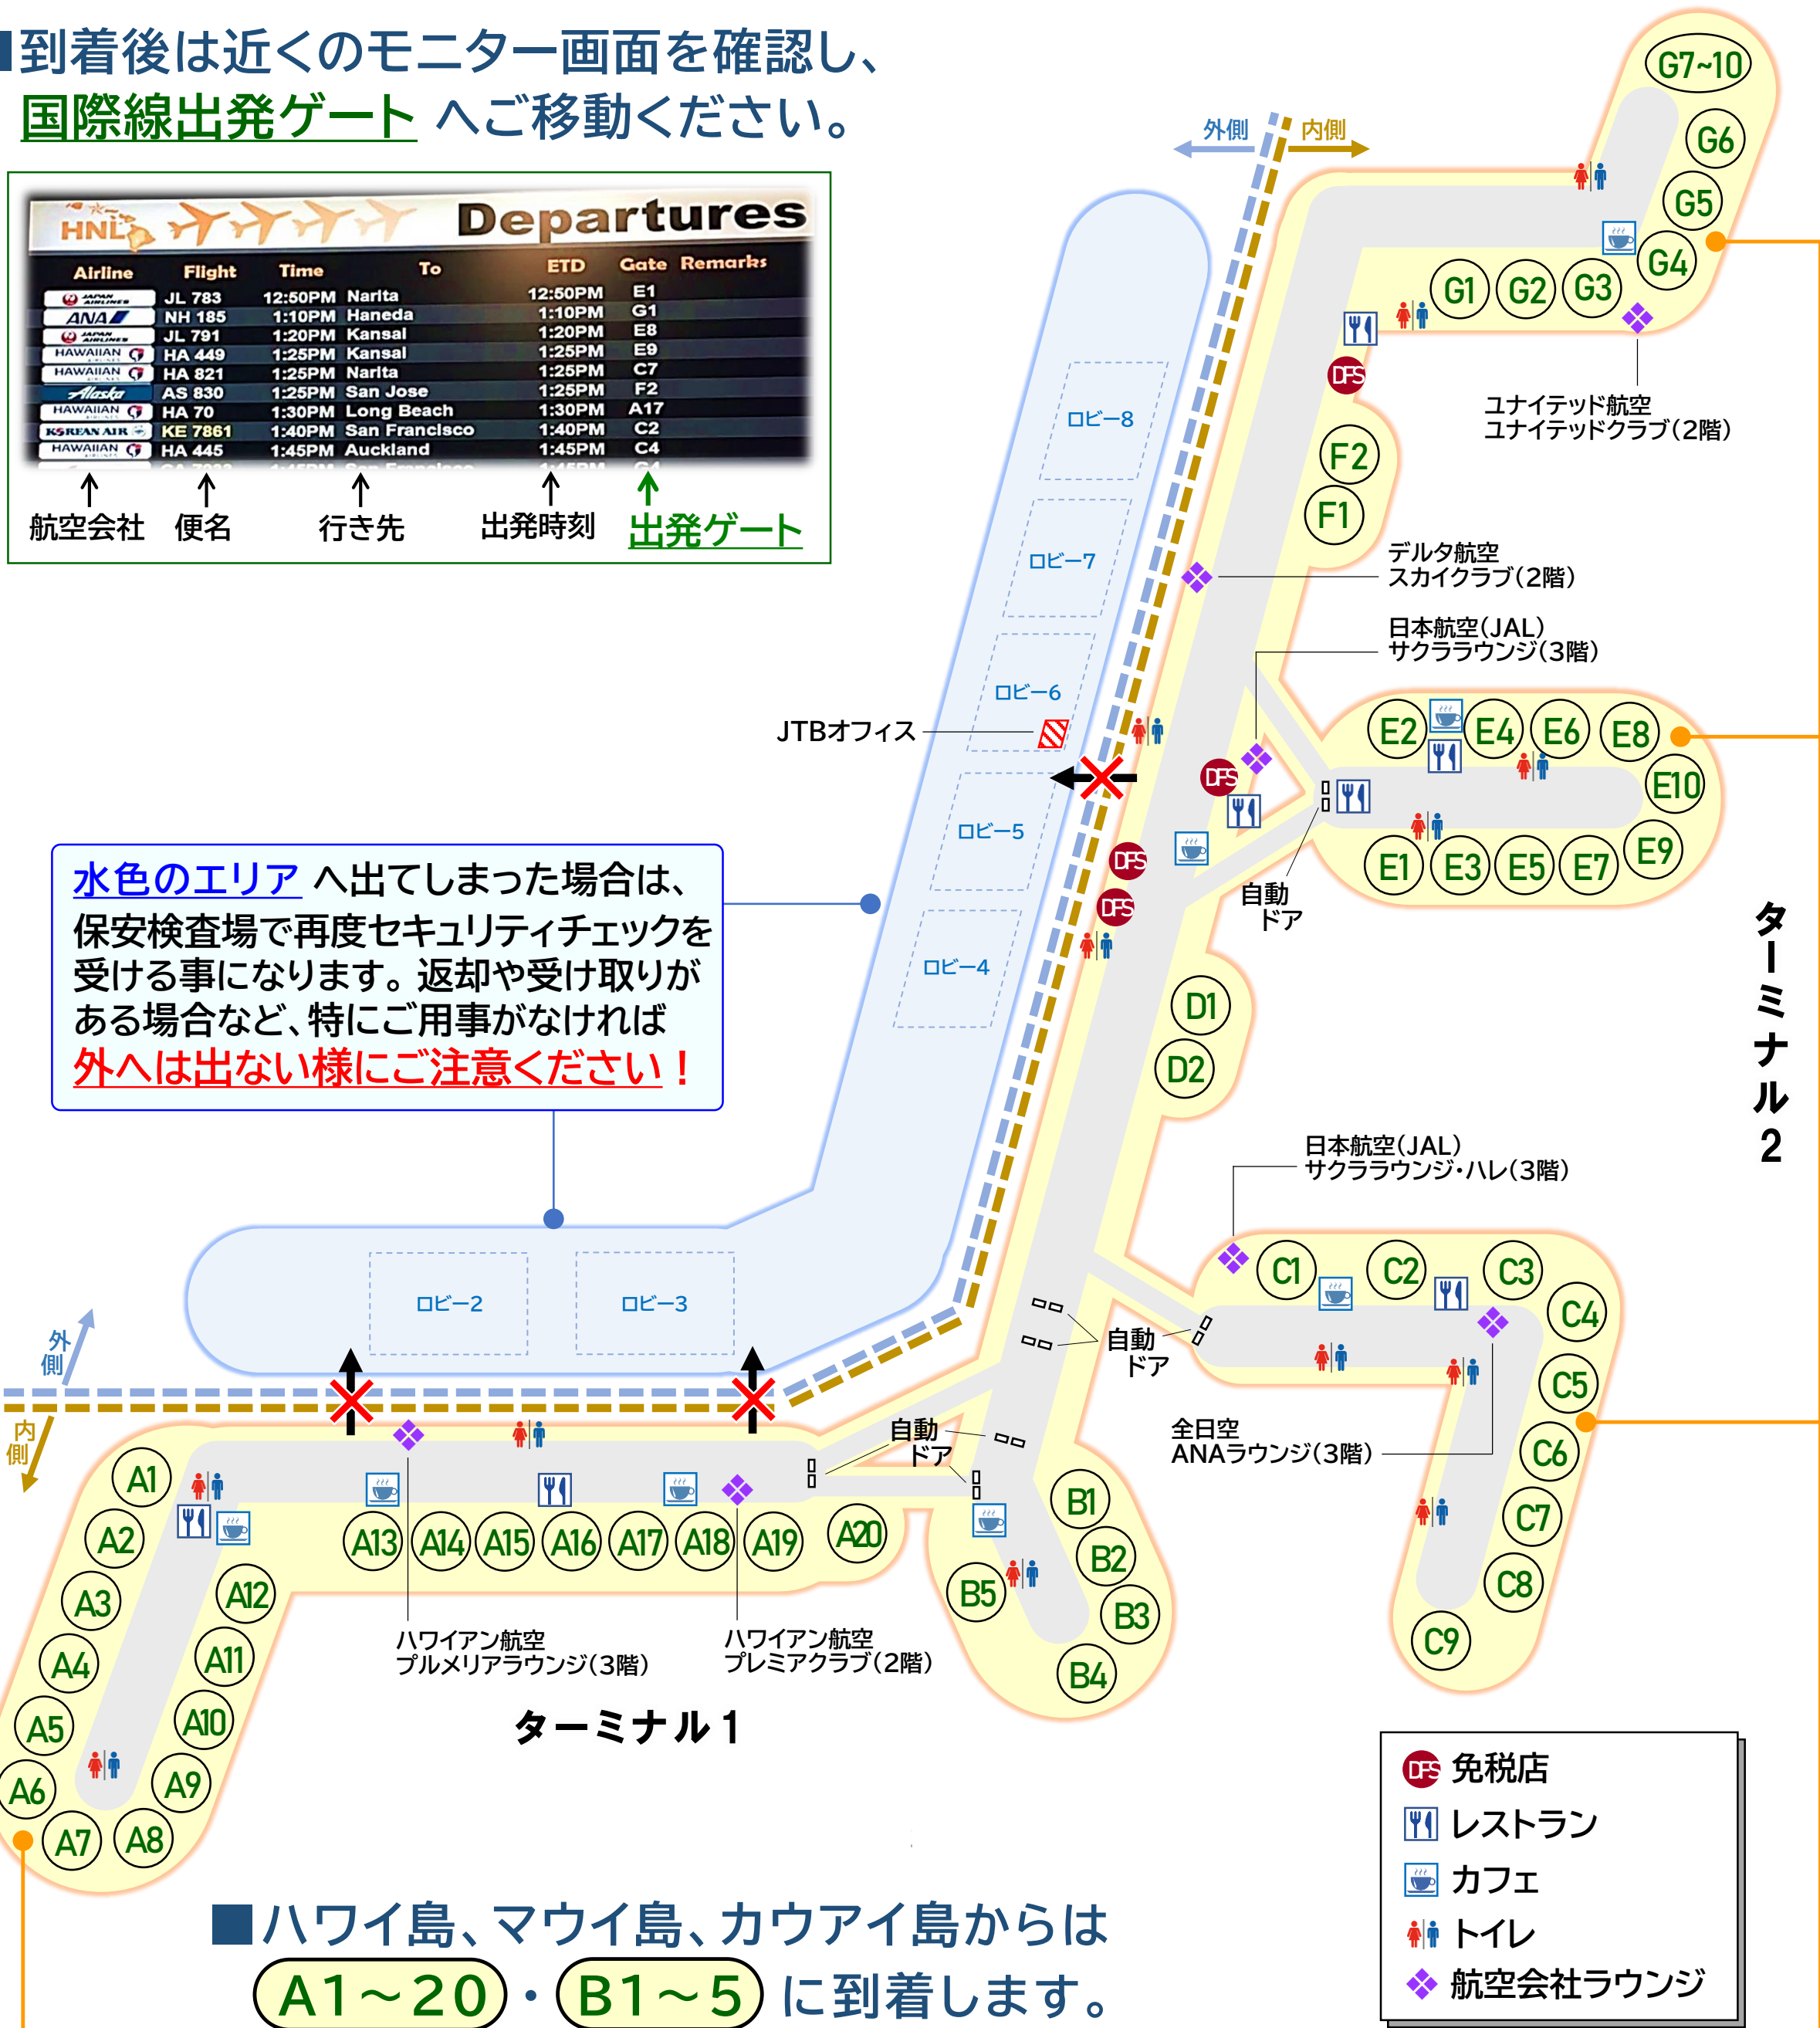 ■到着後は近くのモニター画面を確認し、
国際線出発ゲート へご移動ください。
HNL Departures
Airline Flight Time To ETD Gate Remarks
JAPAN AIRLINES JL 783 12:50PM Narita 12:50PM E1
ANA NH 185 1:10PM Haneda 1:10PM G1
JAPAN AIRLINES JL 791 1:20PM Kansai 1:20PM E8
HAWAIIAN AIRLINES HA 449 1:25PM Kansai 1:25PM E9
HAWAIIAN AIRLINES HA 821 1:25PM Narita 1:25PM C7
Alaska AS 830 1:25PM San Jose 1:25PM F2
HAWAIIAN AIRLINES HA 70 1:30PM Long Beach 1:30PM A17
KOREAN AIR KE 7861 1:40PM San Francisco 1:40PM C2
HAWAIIAN AIRLINES HA 445 1:45PM Auckland 1:45PM C4
航空会社 便名 行き先 出発時刻 出発ゲート
外側 内側
G7~10
G6
G5
G4
G1 G2 G3
ユナイテッド航空
ユナイテッドクラブ(2階)
DFS
F2
F1
ロビー8
ロビー7
ロビー6
ロビー5
ロビー4
デルタ航空
スカイクラブ(2階)
日本航空(JAL)
サクララウンジ(3階)
JTBオフィス
E2 E4 E6 E8
E10
E1 E3 E5 E7 E9
DFS
DFS
DFS
自動
ドア
ターミナル2
水色のエリア へ出てしまった場合は、
保安検査場で再度セキュリティチェックを
受ける事になります。返却や受け取りが
ある場合など、特にご用事がなければ
外へは出ない様にご注意ください!
D1
D2
日本航空(JAL)
サクララウンジ・ハレ(3階)
C1 C2 C3
C4
C5
C6
C7
C8
C9
自動
ドア
全日空
ANAラウンジ(3階)
ロビー2 ロビー3
外側
内側
自動
ドア
A1
A2
A3
A4
A5
A6
A7 A8
A9
A10
A11
A12
A13 A14 A15 A16 A17 A18 A19 A20
B1
B2
B3
B4
B5
ハワイアン航空
プルメリアラウンジ(3階)
ハワイアン航空
プレミアクラブ(2階)
ターミナル1
DFS 免税店
レストラン
カフェ
トイレ
航空会社ラウンジ
■ハワイ島、マウイ島、カウアイ島からは
A1~20・B1~5 に到着します。